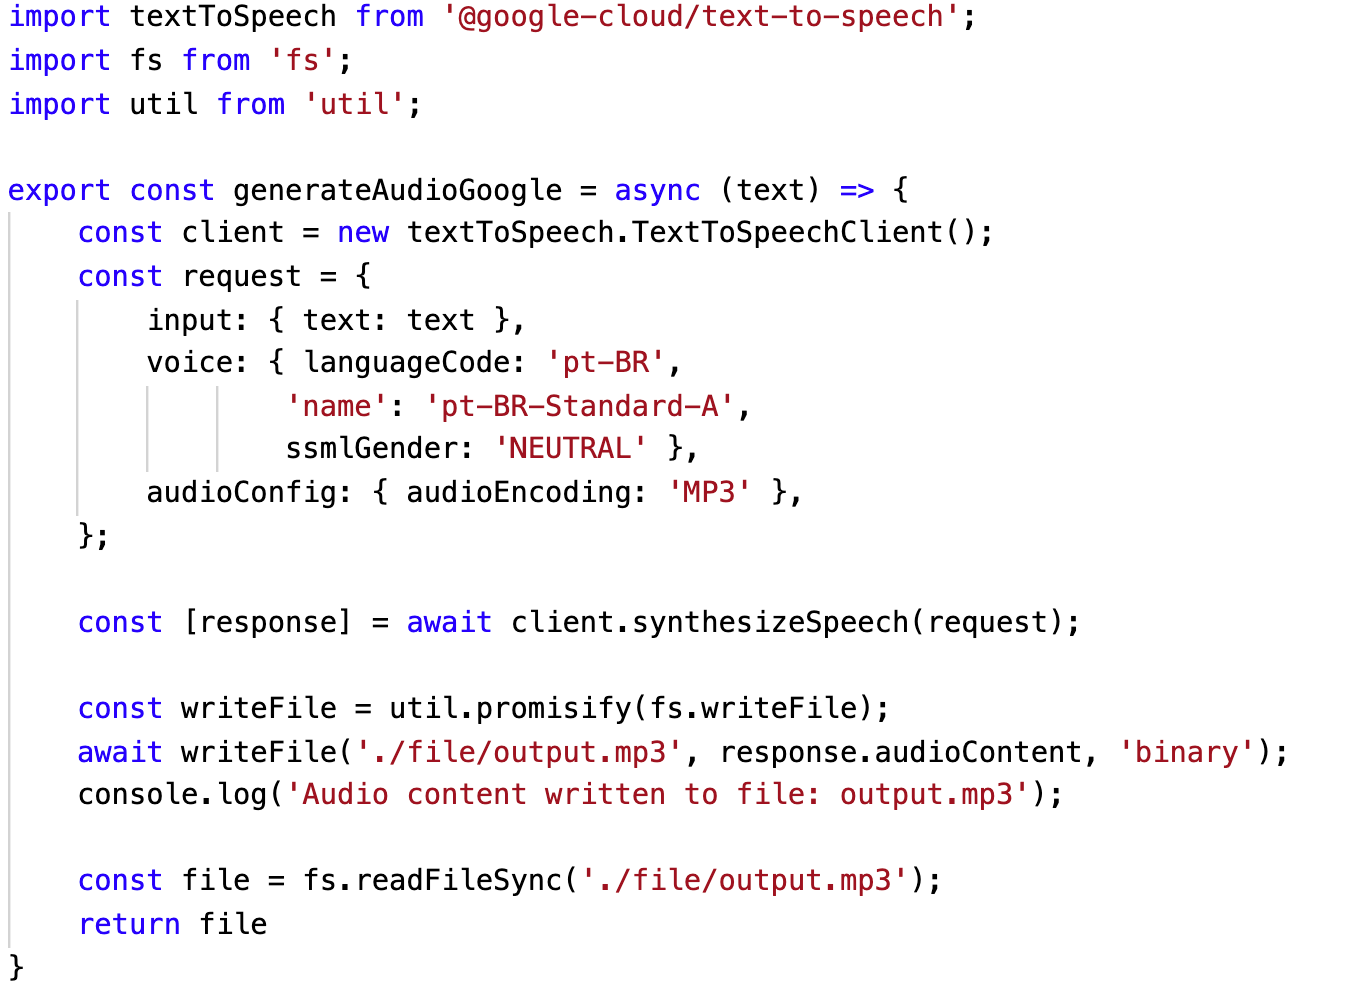 import textToSpeech from '@google-cloud/text-to-speech';
import fs from 'fs';
import util from 'util';

export const generateAudioGoogle = async (text) => {
    const client = new textToSpeech.TextToSpeechClient();
    const request = {
        input: { text: text },
        voice: { languageCode: 'pt-BR',
                'name': 'pt-BR-Standard-A',
                ssmlGender: 'NEUTRAL' },
        audioConfig: { audioEncoding: 'MP3' },
    };

    const [response] = await client.synthesizeSpeech(request);

    const writeFile = util.promisify(fs.writeFile);
    await writeFile('./file/output.mp3', response.audioContent, 'binary');
    console.log('Audio content written to file: output.mp3');

    const file = fs.readFileSync('./file/output.mp3');
    return file
}